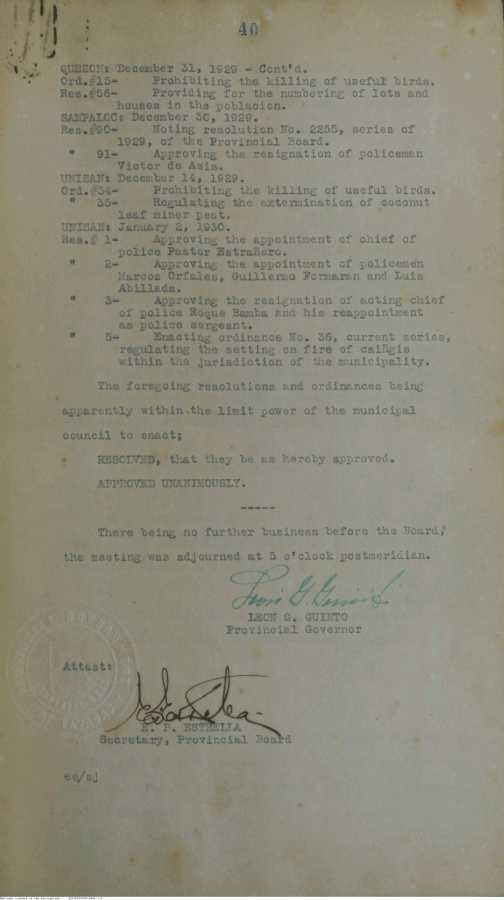 40
QUEZON: December 31, 1929 - Cont'd.
Ord.#15- Prohibiting the killing of useful birds.
Res.#56- Providing for the numbering of lots and
houses in the poblacion.
SAMPALOC: December 30, 1929.
Res.#90- Noting resolution No. 2255, series of
1929, of the Provincial Board.
" 91- Approving the resignation of policeman
Victor de Asis.
UNISAN: December 14, 1929.
Ord.#34- Prohibiting the killing of useful birds.
" 35- Regulating the extermination of coconut
leaf miner pest.
UNISAN: January 2, 1930.
Res.# 1- Approving the appointment of chief of
police Pastor Estrañero.
" 2- Approving the appointment of policemen
Marcos Orfales, Guillermo Formaran and Luis
Abillada.
" 3- Approving the resignation of acting chief
of police Roque Bamba and his reappointment
as police sergeant.
" 5- Enacting ordinance No. 36, current series,
regulating the setting on fire of caiñgis
within the jurisdiction of the municipality.
The foregoing resolutions and ordinances being
apparently within the limit power of the municipal
council to enact;
RESOLVED, that they be as hereby approved.
APPROVED UNANIMOUSLY.
-----
There being no further business before the Board,
the meeting was adjourned at 5 o'clock postmeridian.
Leon G. Guinto
LEON G. GUINTO
Provincial Governor
Attest:
E. P. ESTRELLA
Secretary, Provincial Board
ee/sj